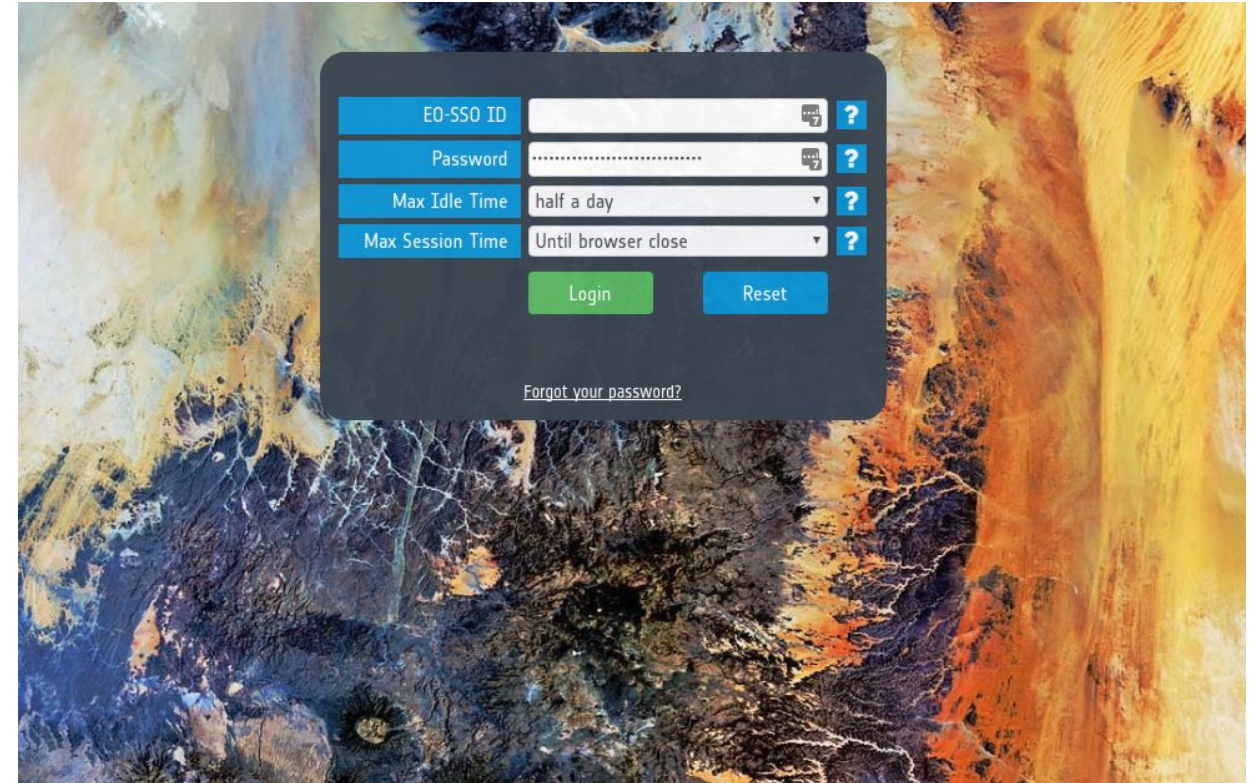 EO-SSO ID ?
Password ............................... ?
Max Idle Time half a day ?
Max Session Time Until browser close ?
Login Reset
Forgot your password?